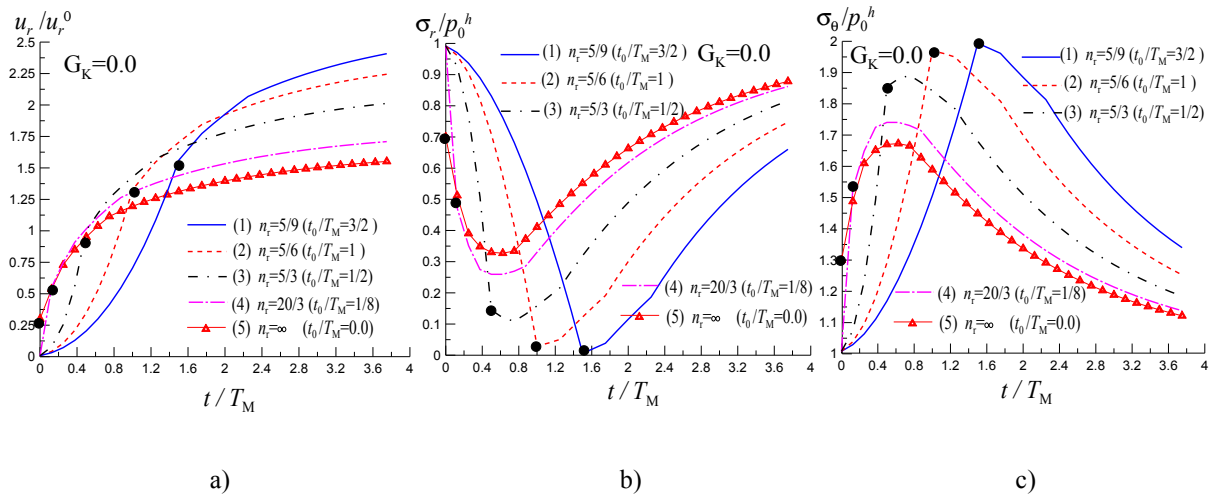 u_r /u_r^0
G_K=0.0
2.5
2.25
2
1.75
1.5
1.25
1
0.75
0.5
0.25
0
(1) n_r=5/9 (t_0/T_M=3/2 )
(2) n_r=5/6 (t_0/T_M=1 )
(3) n_r=5/3 (t_0/T_M=1/2)
(4) n_r=20/3 (t_0/T_M=1/8)
(5) n_r=∞ (t_0/T_M=0.0)
0 0.4 0.8 1.2 1.6 2 2.4 2.8 3.2 3.6 4
t / T_M
a)
σ_r/p_0^h
G_K=0.0
1
0.9
0.8
0.7
0.6
0.5
0.4
0.3
0.2
0.1
0
(1) n_r=5/9 (t_0/T_M=3/2 )
(2) n_r=5/6 (t_0/T_M=1 )
(3) n_r=5/3 (t_0/T_M=1/2)
(4) n_r=20/3 (t_0/T_M=1/8)
(5) n_r=∞ (t_0/T_M=0.0)
0 0.4 0.8 1.2 1.6 2 2.4 2.8 3.2 3.6 4
t / T_M
b)
σ_θ/p_0^h
G_K=0.0
2
1.9
1.8
1.7
1.6
1.5
1.4
1.3
1.2
1.1
1
(1) n_r=5/9 (t_0/T_M=3/2 )
(2) n_r=5/6 (t_0/T_M=1 )
(3) n_r=5/3 (t_0/T_M=1/2)
(4) n_r=20/3 (t_0/T_M=1/8)
(5) n_r=∞ (t_0/T_M=0.0)
0 0.4 0.8 1.2 1.6 2 2.4 2.8 3.2 3.6 4
t / T_M
c)